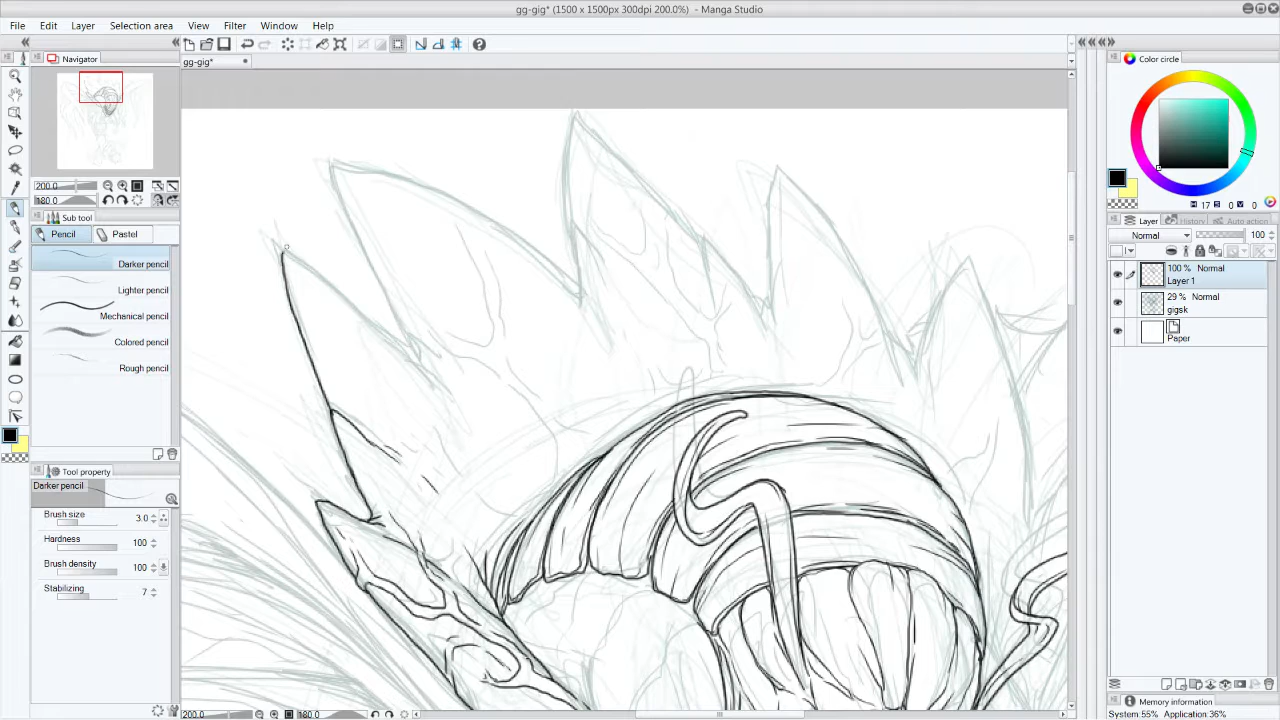 gg-gig* (1500 x 1500px 300dpi 200.0%) - Manga Studio
File Edit Layer Selection area View Filter Window Help
Navigator
gg-gig*
Color circle
200.0
180.0
Sub tool
Pencil Pastel
Darker pencil
Lighter pencil
Mechanical pencil
Colored pencil
Rough pencil
Tool property
Darker pencil
Brush size 3.0
Hardness 100
Brush density 100
Stabilizing 7
200.0 180.0
H 17 S 0 V 0
Layer History Auto action
Normal 100
100 % Normal
Layer 1
29 % Normal
gigsk
Paper
Memory information
System:55% Application:36%